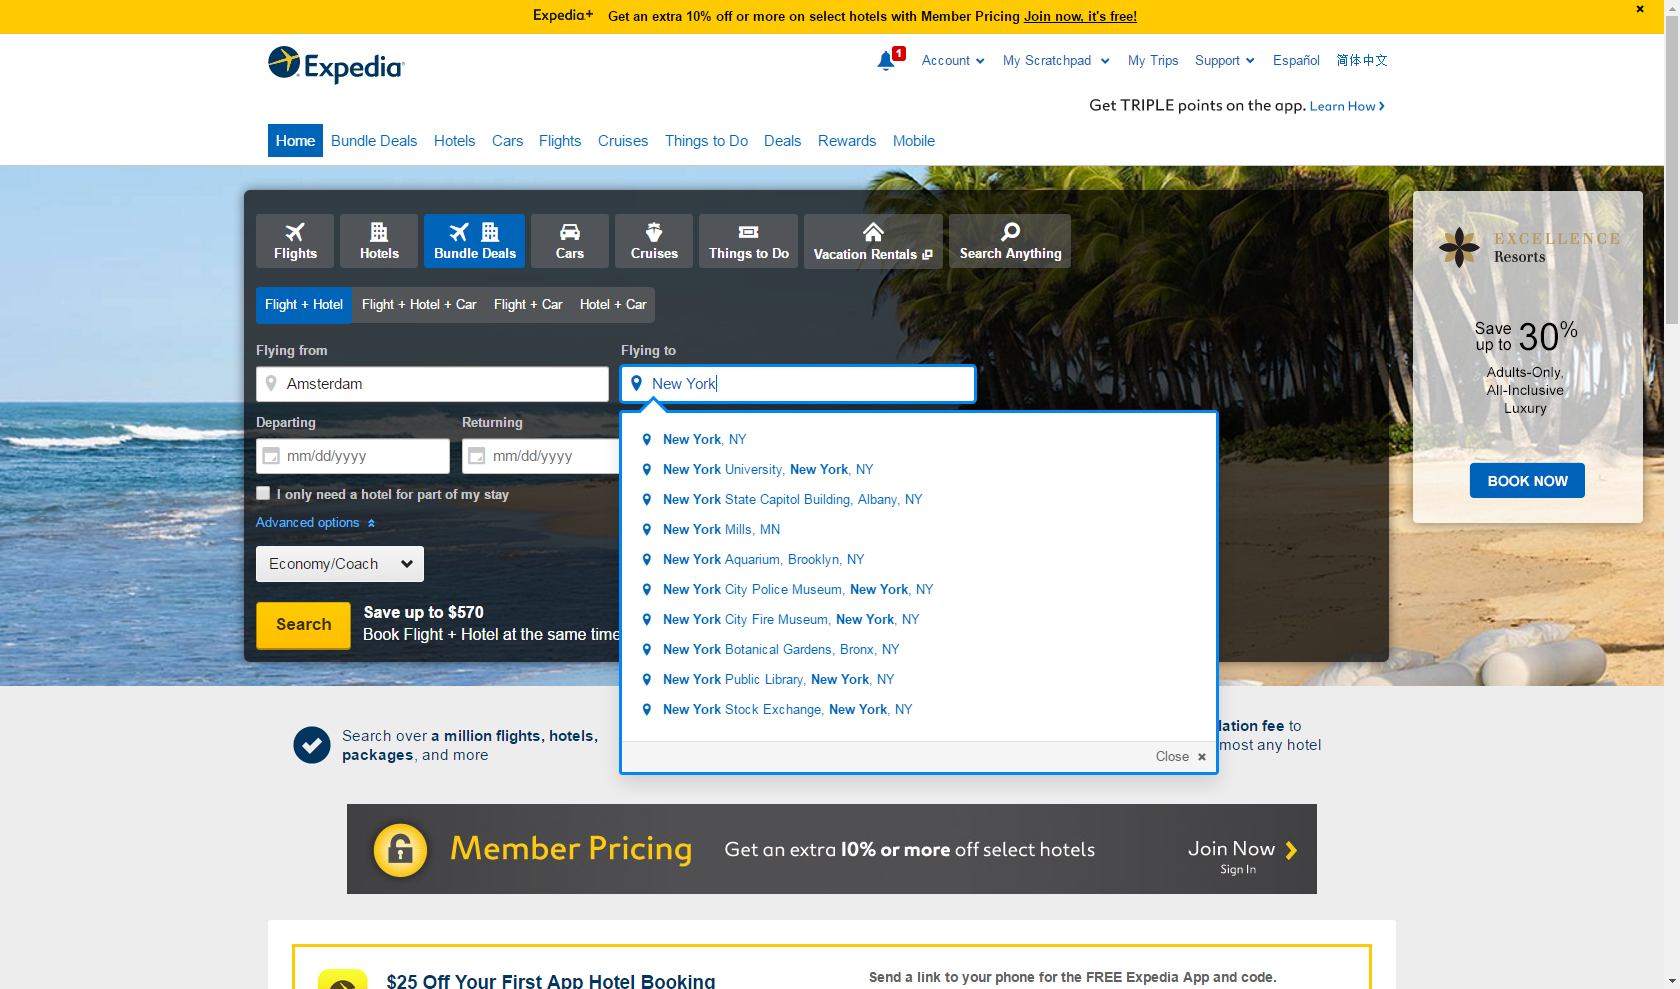 Expedia+ Get an extra 10% off or more on select hotels with Member Pricing Join now, it's free!
Expedia
1
Account My Scratchpad My Trips Support Español 简体中文
Get TRIPLE points on the app. Learn How
Home Bundle Deals Hotels Cars Flights Cruises Things to Do Deals Rewards Mobile
Flights Hotels Bundle Deals Cars Cruises Things to Do Vacation Rentals Search Anything
Flight + Hotel Flight + Hotel + Car Flight + Car Hotel + Car
Flying from Flying to
Amsterdam New York
Departing Returning
mm/dd/yyyy mm/dd/yyyy
I only need a hotel for part of my stay
Advanced options
Economy/Coach
Search
Save up to $570
Book Flight + Hotel at the same time
New York, NY
New York University, New York, NY
New York State Capitol Building, Albany, NY
New York Mills, MN
New York Aquarium, Brooklyn, NY
New York City Police Museum, New York, NY
New York City Fire Museum, New York, NY
New York Botanical Gardens, Bronx, NY
New York Public Library, New York, NY
New York Stock Exchange, New York, NY
Close
EXCELLENCE
Resorts
Save up to 30%
Adults-Only,
All-Inclusive
Luxury
BOOK NOW
Search over a million flights, hotels,
packages, and more
lation fee to
most any hotel
Member Pricing Get an extra 10% or more off select hotels Join Now
Sign In
$25 Off Your First App Hotel Booking
Send a link to your phone for the FREE Expedia App and code.